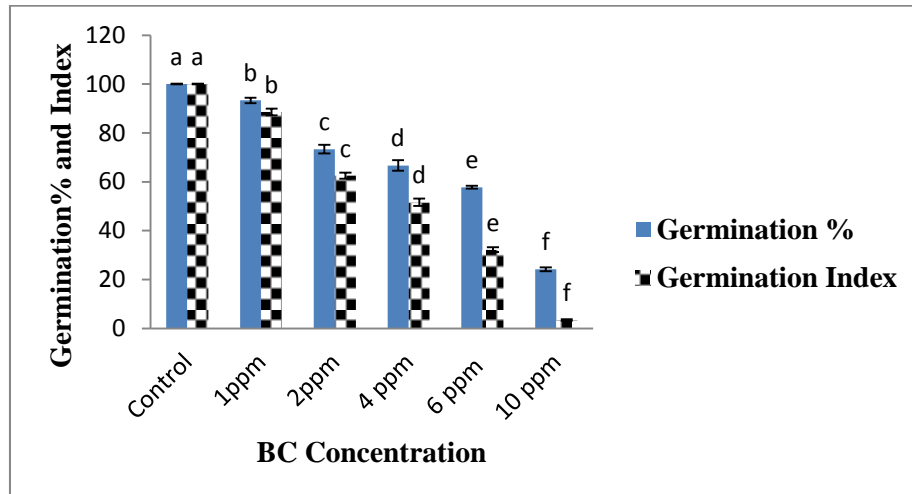 Germination% and Index
120
100
80
60
40
20
0
a a
b b
c c
d d
e e
f f
Control
1ppm
2ppm
4 ppm
6 ppm
10 ppm
BC Concentration
Germination %
Germination Index